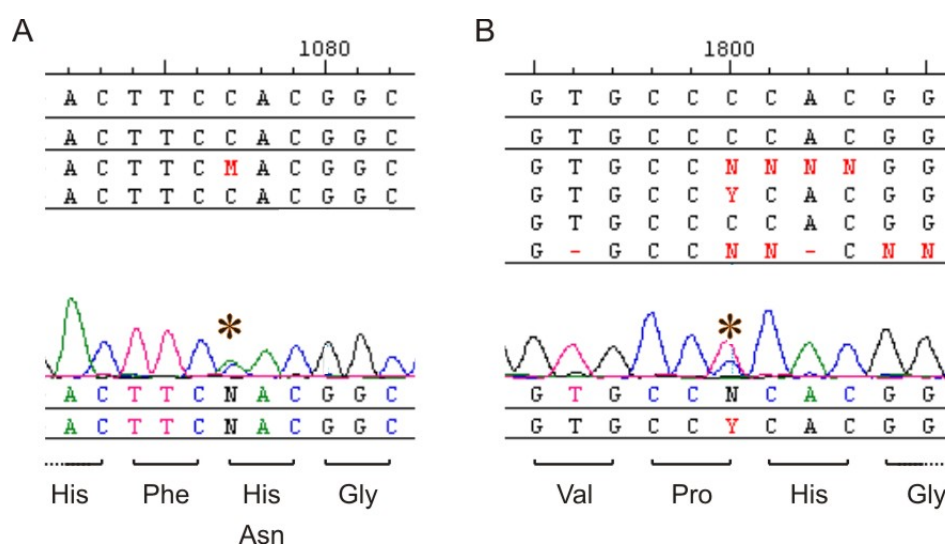 A
1080
A C T T C C A C G G C
A C T T C C A C G G C
A C T T C M A C G G C
A C T T C C A C G G C
*
A C T T C N A C G G C
A C T T C N A C G G C
His Phe His Gly
Asn
B
1800
G T G C C C C A C G G
G T G C C C C A C G G
G T G C C N N N N G G
G T G C C Y C A C G G
G T G C C C C A C G G
G - G C C N N - C N N
*
G T G C C N C A C G G
G T G C C Y C A C G G
Val Pro His Gly